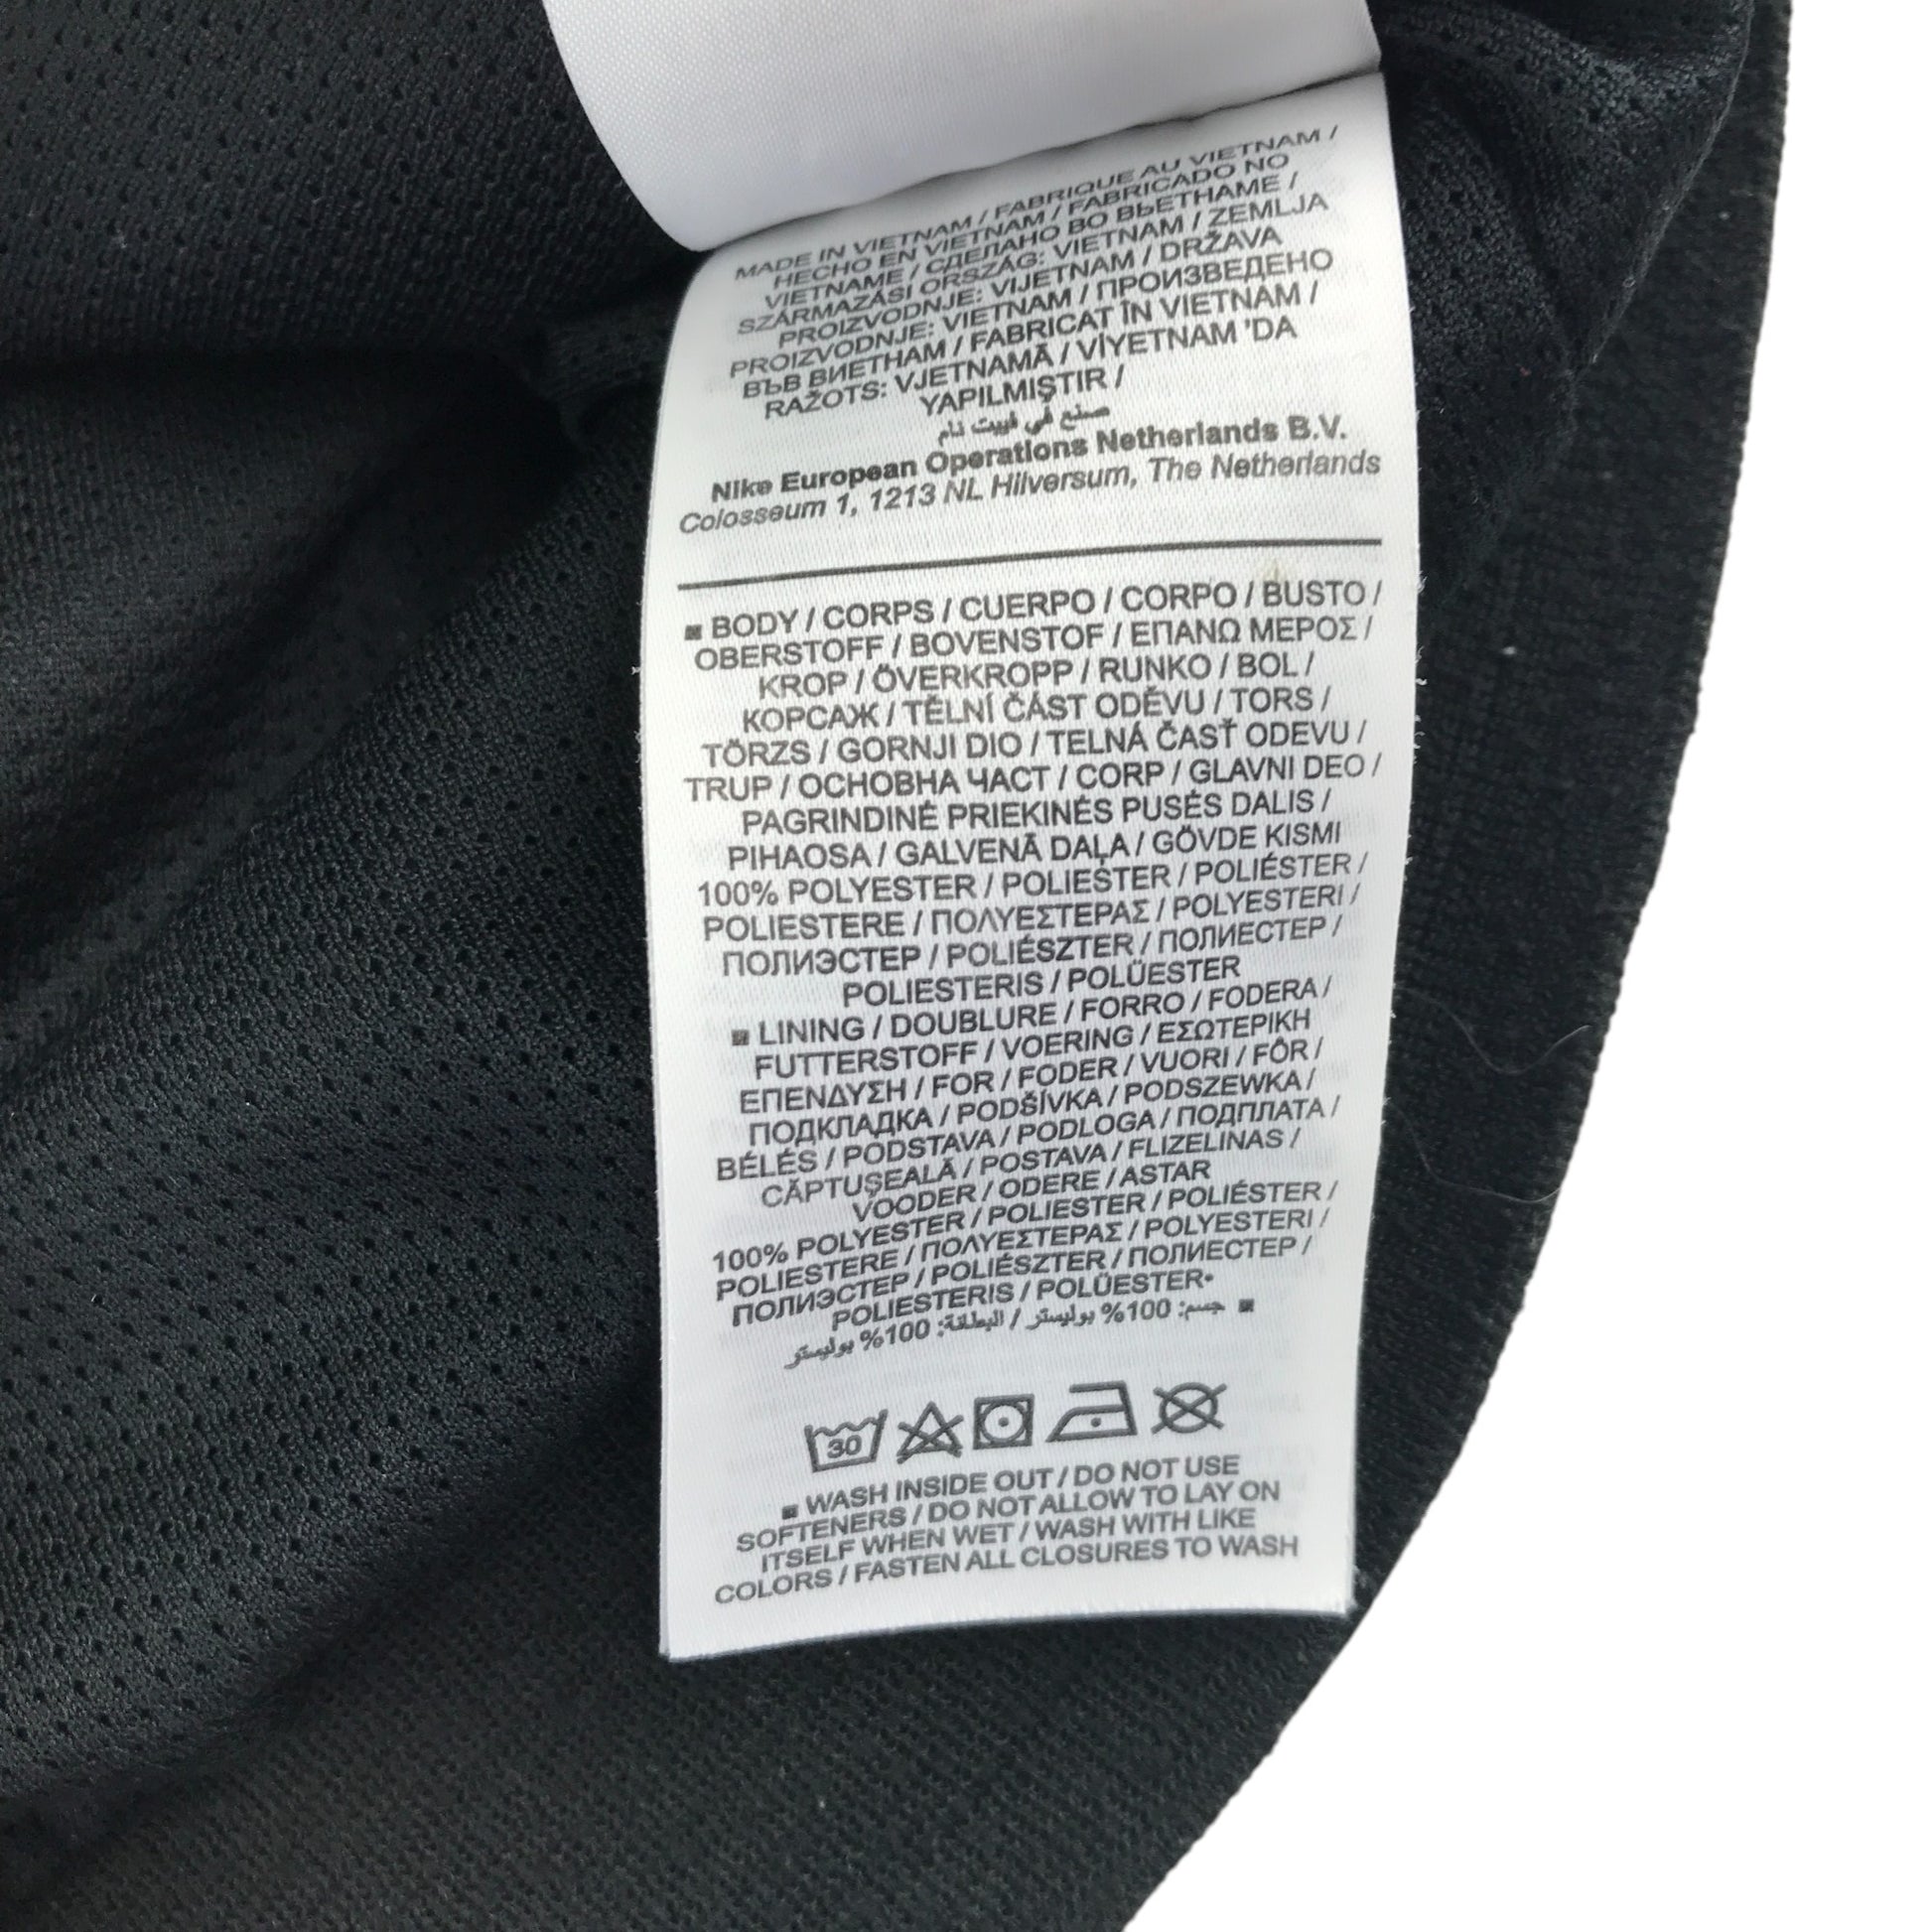 MADE IN VIETNAM / FABRIQUE AU VIETNAM /
HECHO EN VIETNAM / FABRICADO NO
VIETNAME / СДЕЛАНО ВО ВЬЕТНАМЕ /
SZÁRMAZÁSI ORSZÁG: VIETNAM / ZEMLJA
PROIZVODNJE: VIJETNAM / DRŽAVA
PROIZVODNJE: VIETNAM / ПРОИЗВЕДЕНО
ВЪВ ВИЕТНАМ / FABRICAT ÎN VIETNAM /
RAŽOTS: VJETNAMĀ / VİYETNAM 'DA
YAPILMIŞTIR /
صنع في فييت نام
Nike European Operations Netherlands B.V.
Colosseum 1, 1213 NL Hilversum, The Netherlands
■ BODY / CORPS / CUERPO / CORPO / BUSTO /
OBERSTOFF / BOVENSTOF / ΕΠΑΝΩ ΜΕΡΟΣ /
KROP / ÖVERKROPP / RUNKO / BOL /
КОРСАЖ / TĚLNÍ ČÁST ODĚVU / TORS /
TÖRZS / GORNJI DIO / TELNÁ ČASŤ ODEVU /
TRUP / ОСНОВНА ЧАСТ / CORP / GLAVNI DEO /
PAGRINDINĖ PRIEKINĖS PUSĖS DALIS /
PIHAOSA / GALVENĀ DAĻA / GÖVDE KISMI
100% POLYESTER / POLIESTER / POLIÉSTER /
POLIESTERE / ΠΟΛΥΕΣΤΕΡΑΣ / POLYESTERI /
ПОЛИЭСТЕР / POLIÉSZTER / ПОЛИЕСТЕР /
POLIESTERIS / POLÜESTER
■ LINING / DOUBLURE / FORRO / FODERA /
FUTTERSTOFF / VOERING / ΕΣΩΤΕΡΙΚΗ
ΕΠΕΝΔΥΣΗ / FOR / FODER / VUORI / FÔR /
ПОДКЛАДКА / PODŠÍVKA / PODSZEWKA /
BÉLÉS / PODSTAVA / PODLOGA / ПОДПЛАТА /
CĂPTUŞEALĂ / POSTAVA / FLIZELINAS /
VOODER / ODERE / ASTAR
100% POLYESTER / POLIESTER / POLIÉSTER /
POLIESTERE / ΠΟΛΥΕΣΤΕΡΑΣ / POLYESTERI /
ПОЛИЭСТЕР / POLIÉSZTER / ПОЛИЕСТЕР /
POLIESTERIS / POLÜESTER•
■ جسم: 100% بوليستر / البطانة: 100% بوليستر
30
■ WASH INSIDE OUT / DO NOT USE
SOFTENERS / DO NOT ALLOW TO LAY ON
ITSELF WHEN WET / WASH WITH LIKE
COLORS / FASTEN ALL CLOSURES TO WASH